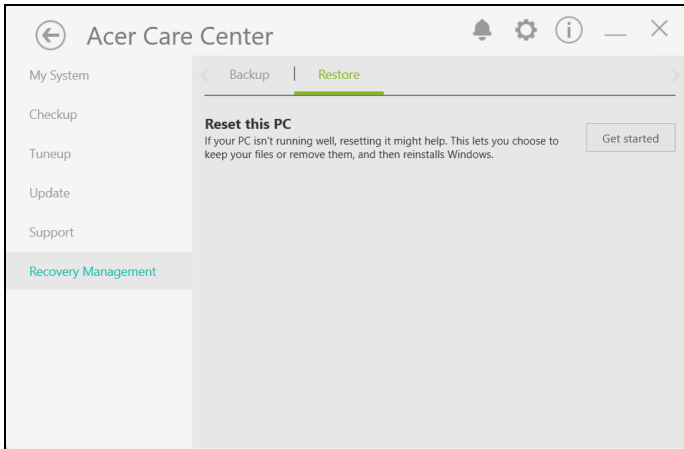 Acer Care Center
My System
Backup | Restore
Checkup
Reset this PC
If your PC isn't running well, resetting it might help. This lets you choose to
keep your files or remove them, and then reinstalls Windows.
Get started
Tuneup
Update
Support
Recovery Management